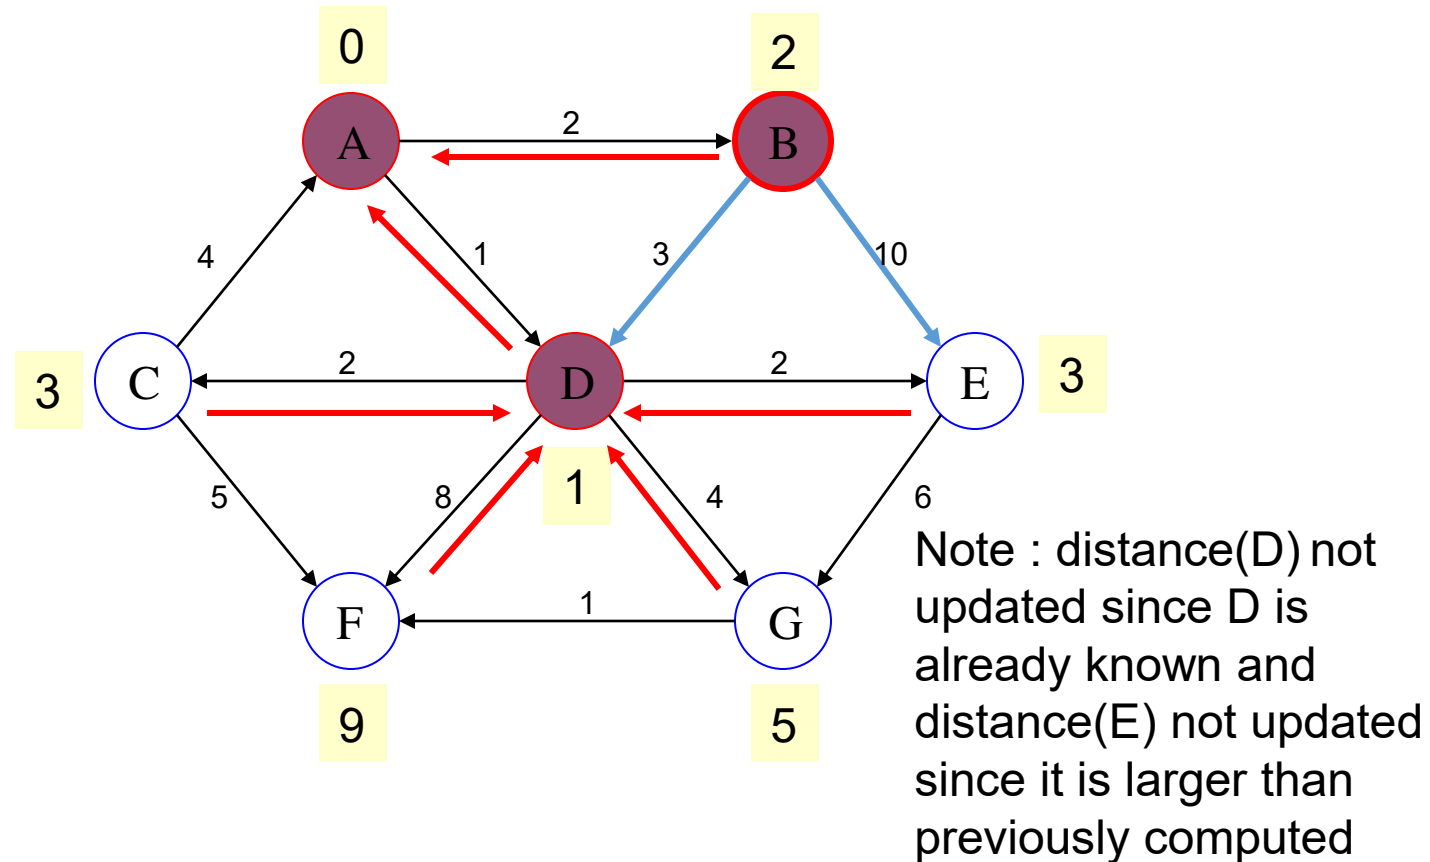 0
2
A
2
B
4
1
3
10
3
C
2
D
2
E
3
5
8
1
4
6
F
1
G
9
5
Note : distance(D) not
updated since D is
already known and
distance(E) not updated
since it is larger than
previously computed